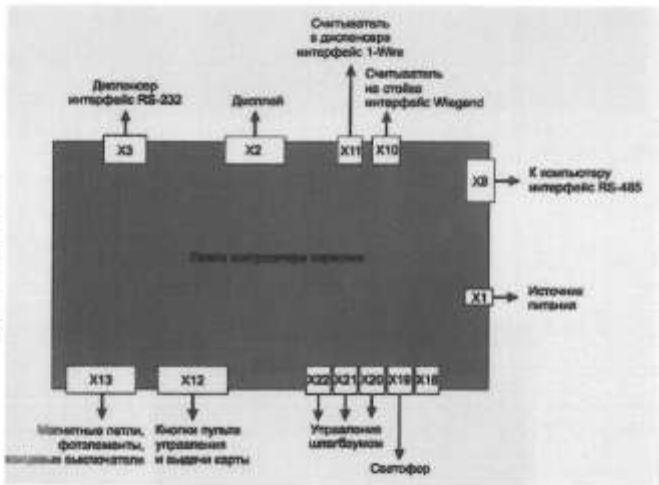 Считыватель
в диспенсере
интерфейс 1-Wire
Считыватель
на стойке
интерфейс Wiegand
Диспенсер
интерфейс RS-232
Дисплей
X3
X2
X11
X10
X9
К компьютеру
интерфейс RS-485
Плата контроллера парковки
X1
Источник
питания
X13
X12
X22
X21
X20
X19
X18
Магнитные петли,
фотоэлементы,
концевые выключатели
Кнопки пульта
управления
и выдачи карты
Управление
шлагбаумом
Светофор